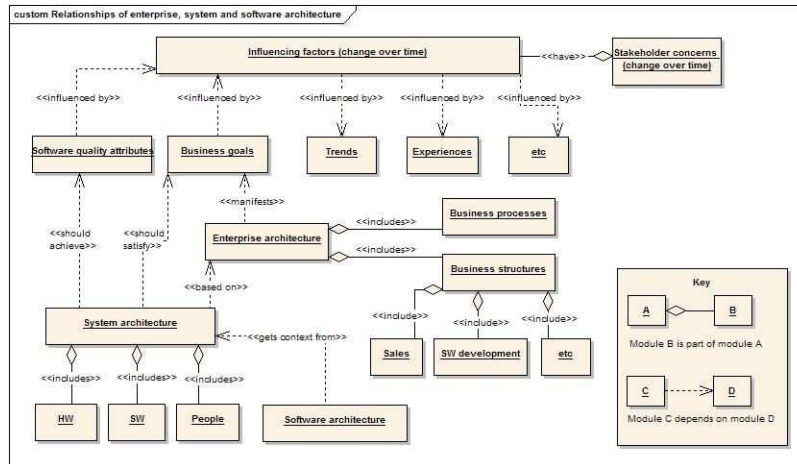 custom Relationships of enterprise, system and software architecture
Influencing factors (change over time)
<<have>>
Stakeholder concerns
(change over time)
<<influenced by>>
<<influenced by>>
<<influenced by>>
<<influenced by>>
<<influenced by>>
Software quality attributes
Business goals
Trends
Experiences
etc
<<manifests>>
<<should
achieve>>
<<should
satisfy>>
Enterprise architecture
<<includes>>
Business processes
<<includes>>
Business structures
<<based on>>
System architecture
<<gets context from>>
<<include>>
<<include>>
<<include>>
Sales
SW development
etc
<<includes>>
<<includes>>
<<includes>>
HW
SW
People
Software architecture
Key
A
B
Module B is part of module A
C
D
Module C depends on module D